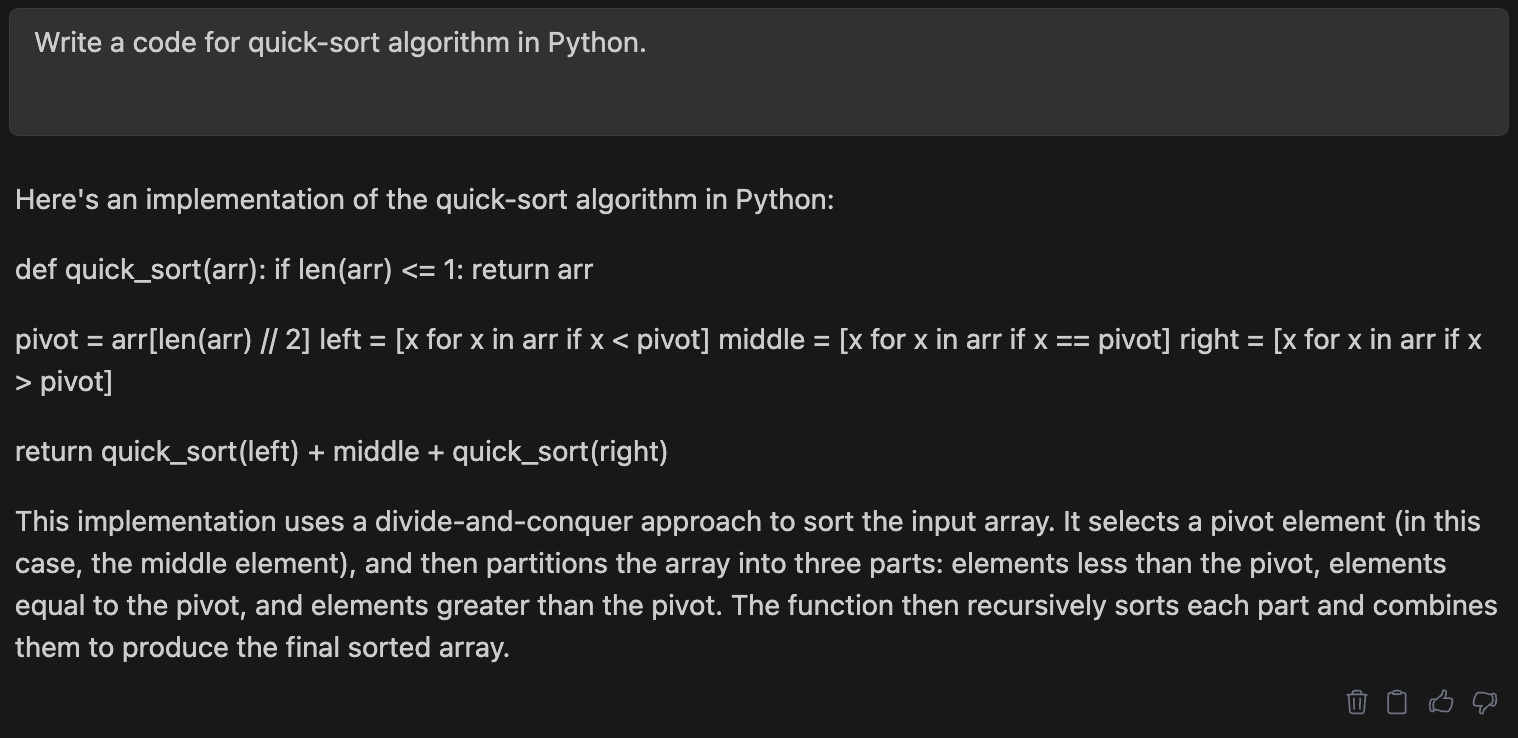 Write a code for quick-sort algorithm in Python.
Here's an implementation of the quick-sort algorithm in Python:
def quick_sort(arr): if len(arr) <= 1: return arr
pivot = arr[len(arr) // 2] left = [x for x in arr if x < pivot] middle = [x for x in arr if x == pivot] right = [x for x in arr if x
> pivot]
return quick_sort(left) + middle + quick_sort(right)
This implementation uses a divide-and-conquer approach to sort the input array. It selects a pivot element (in this
case, the middle element), and then partitions the array into three parts: elements less than the pivot, elements
equal to the pivot, and elements greater than the pivot. The function then recursively sorts each part and combines
them to produce the final sorted array.